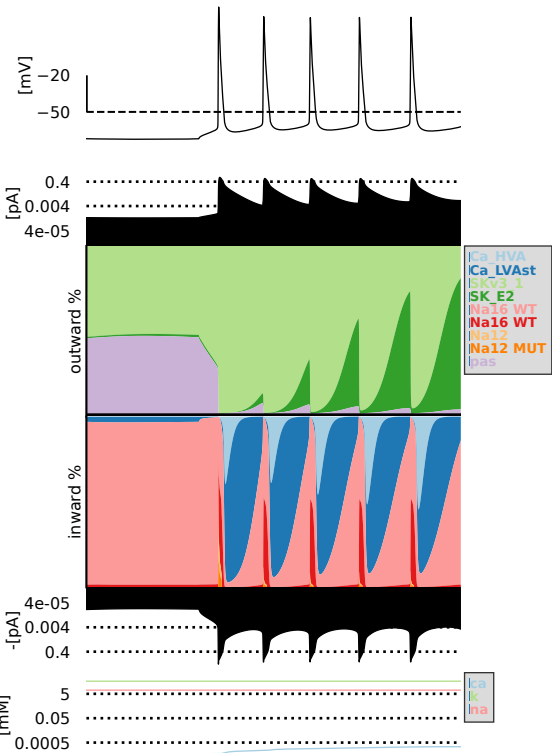 [mV]
−20
−50
[pA]
0.4
0.004
4e-05
outward %
Ca_HVA
Ca_LVAst
SKv3_1
SK_E2
Na16 WT
Na16 WT
Na12
Na12 MUT
pas
inward %
-[pA]
4e-05
0.004
0.4
[mM]
5
0.05
0.0005
ca
k
na